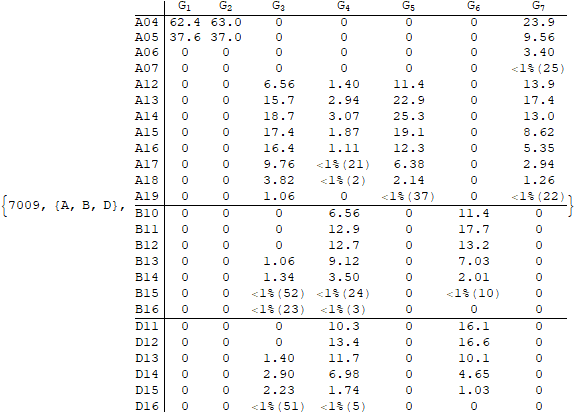 G1 G2 G3 G4 G5 G6 G7
A04 62.4 63.0 0 0 0 0 23.9
A05 37.6 37.0 0 0 0 0 9.56
A06 0 0 0 0 0 0 3.40
A07 0 0 0 0 0 0 <1%(25)
A12 0 0 6.56 1.40 11.4 0 13.9
A13 0 0 15.7 2.94 22.9 0 17.4
A14 0 0 18.7 3.07 25.3 0 13.0
A15 0 0 17.4 1.87 19.1 0 8.62
A16 0 0 16.4 1.11 12.3 0 5.35
A17 0 0 9.76 <1%(21) 6.38 0 2.94
A18 0 0 3.82 <1%(2) 2.14 0 1.26
A19 0 0 1.06 0 <1%(37) 0 <1%(22)
{7009, {A, B, D}, }
B10 0 0 0 6.56 0 11.4 0
B11 0 0 0 12.9 0 17.7 0
B12 0 0 0 12.7 0 13.2 0
B13 0 0 1.06 9.12 0 7.03 0
B14 0 0 1.34 3.50 0 2.01 0
B15 0 0 <1%(52) <1%(24) 0 <1%(10) 0
B16 0 0 <1%(23) <1%(3) 0 0 0
D11 0 0 0 10.3 0 16.1 0
D12 0 0 0 13.4 0 16.6 0
D13 0 0 1.40 11.7 0 10.1 0
D14 0 0 2.90 6.98 0 4.65 0
D15 0 0 2.23 1.74 0 1.03 0
D16 0 0 <1%(51) <1%(5) 0 0 0